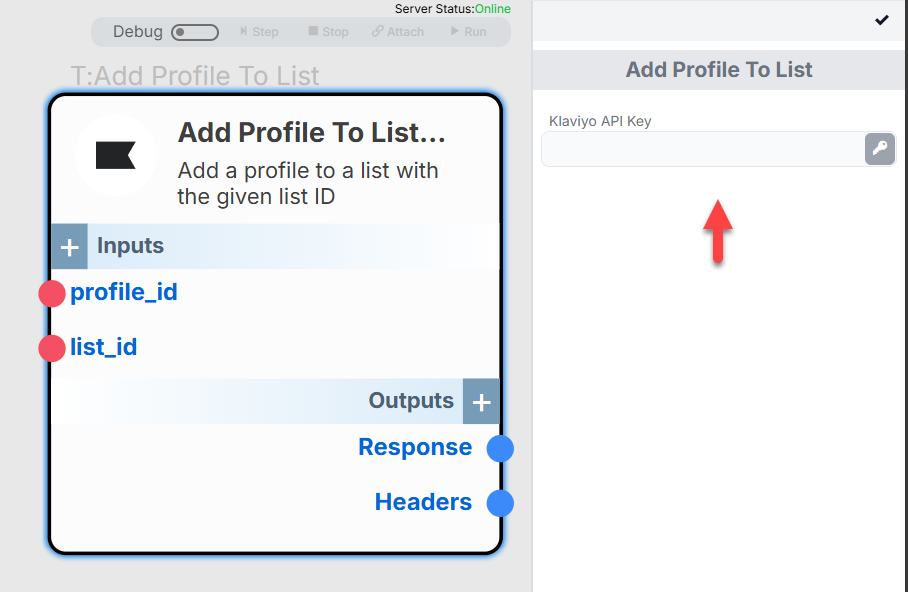 Server Status:Online
Debug Step Stop Attach Run
T:Add Profile To List
Add Profile To List...
Add a profile to a list with
the given list ID
Inputs
profile_id
list_id
Outputs
Response
Headers
Add Profile To List
Klaviyo API Key